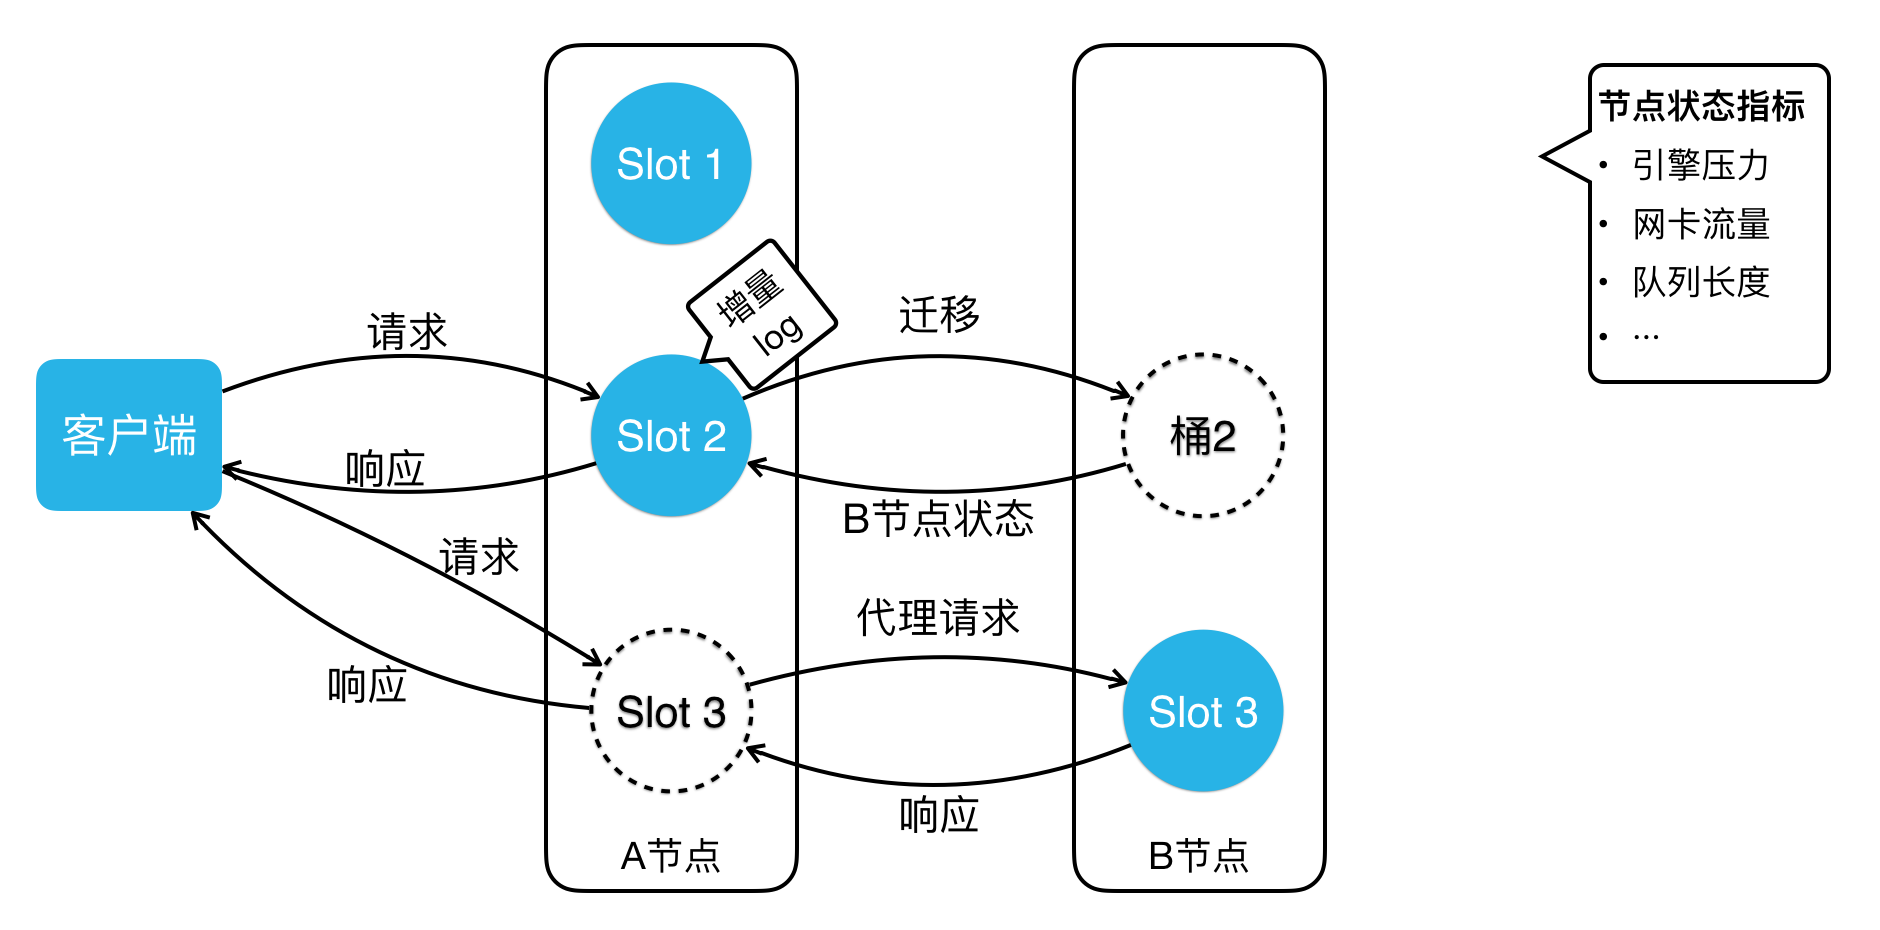 Slot 1
节点状态指标
• 引擎压力
• 网卡流量
• 队列长度
• ...
增量
log
请求
迁移
客户端
Slot 2
桶2
响应
B节点状态
请求
代理请求
响应
Slot 3
Slot 3
响应
A节点
B节点